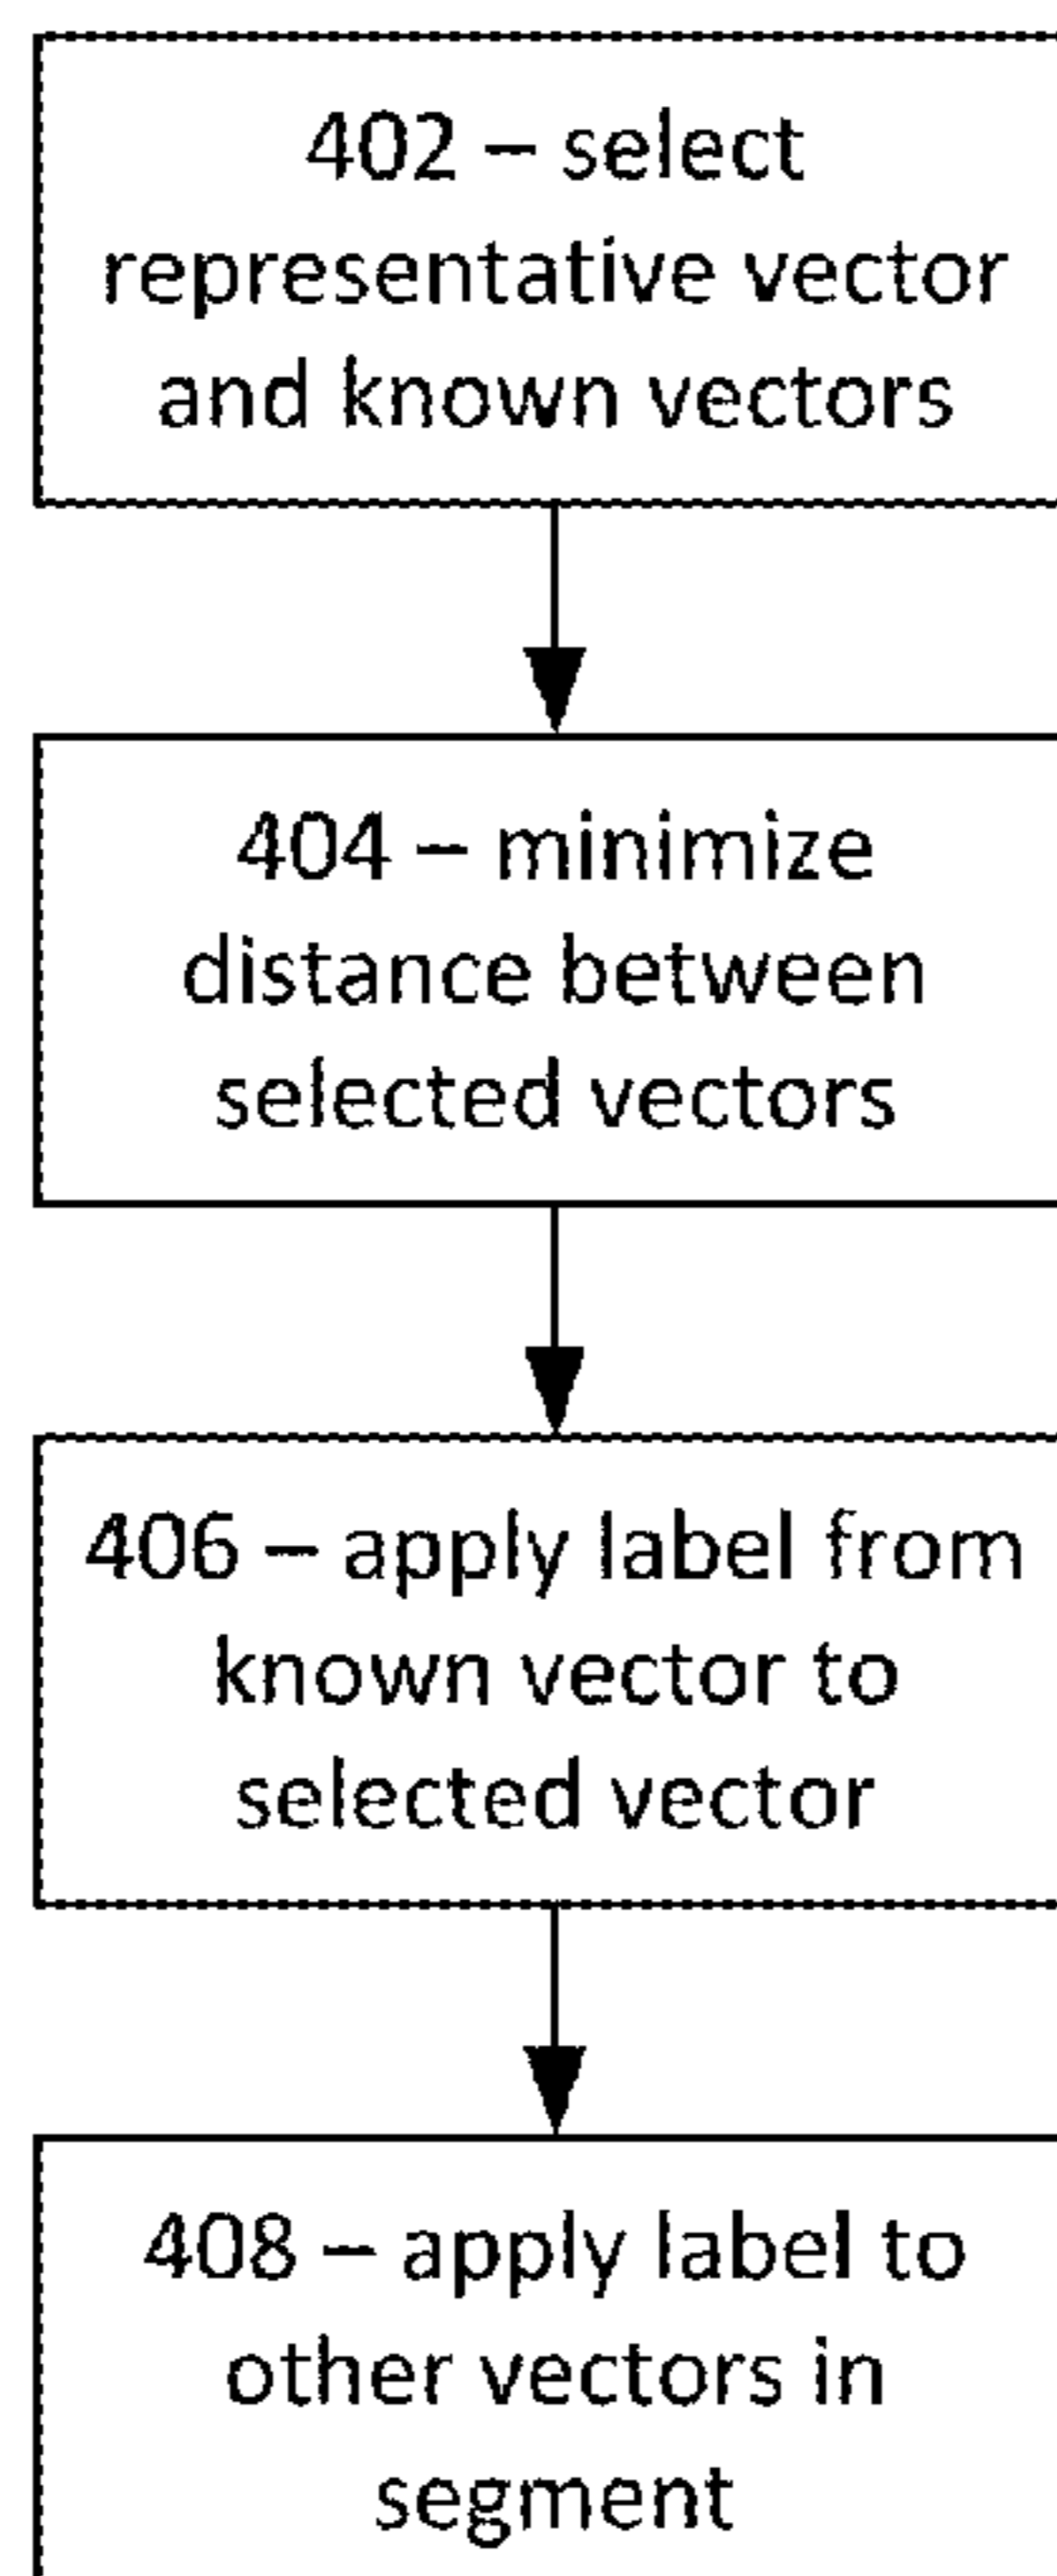 402 – select
representative vector
and known vectors
404 – minimize
distance between
selected vectors
406 – apply label from
known vector to
selected vector
408 – apply label to
other vectors in
segment